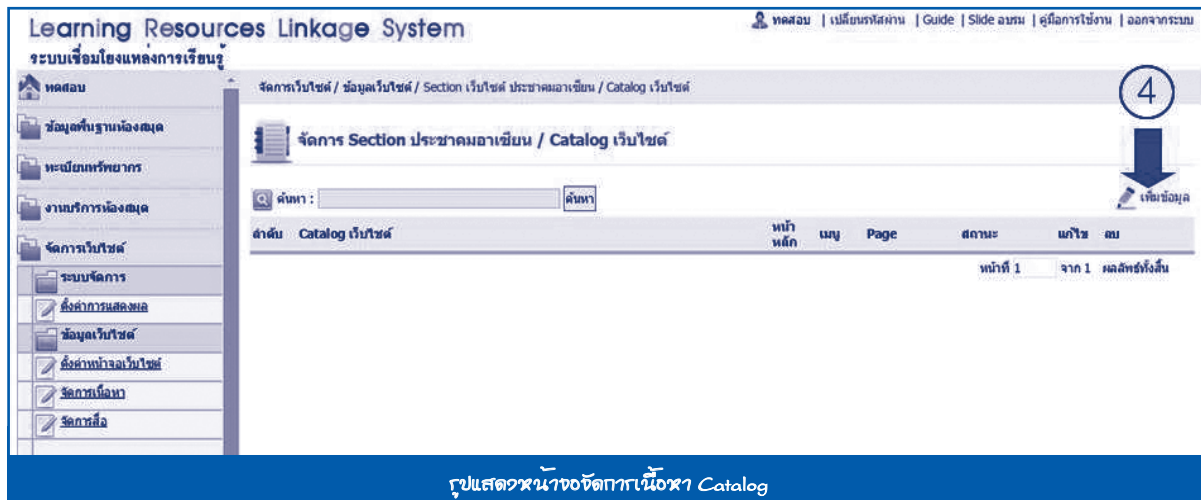 Learning Resources Linkage System
ระบบเชื่อมโยงแหล่งการเรียนรู้
ทดสอบ | เปลี่ยนรหัสผ่าน | Guide | Slide อบรม | คู่มือการใช้งาน | ออกจากระบบ
ทดสอบ
ข้อมูลพื้นฐานห้องสมุด
ทะเบียนทรัพยากร
งานบริการห้องสมุด
จัดการเว็บไซต์
ระบบจัดการ
ตั้งค่าการแสดงผล
ข้อมูลเว็บไซต์
ตั้งค่าหน้าจอเว็บไซต์
จัดการเนื้อหา
จัดการสื่อ
จัดการเว็บไซต์ / ข้อมูลเว็บไซต์ / Section เว็บไซต์ ประชาคมอาเซียน / Catalog เว็บไซต์
4
จัดการ Section ประชาคมอาเซียน / Catalog เว็บไซต์
ค้นหา : ค้นหา
เพิ่มข้อมูล
ลำดับ Catalog เว็บไซต์ หน้าหลัก เมนู Page สถานะ แก้ไข ลบ
หน้าที่ 1 จาก 1 ผลลัพธ์ทั้งสิ้น
รูปแสดงหน้าจอจัดการเนื้อหา Catalog